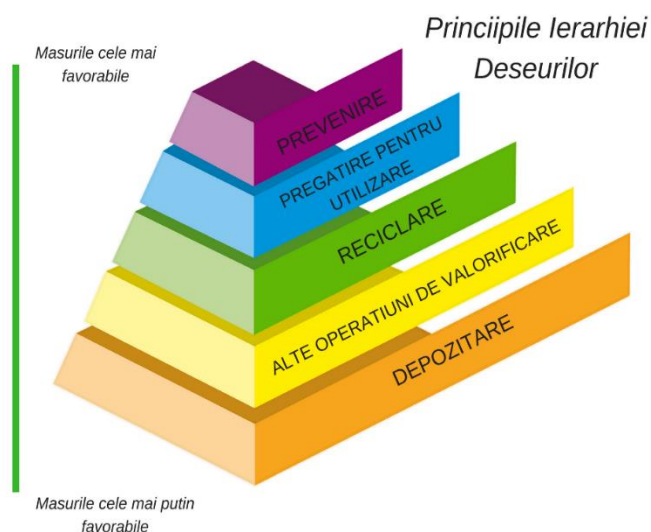 Princiipile Ierarhiei
Deseurilor
Masurile cele mai
favorabile
PREVENIRE
PREGATIRE PENTRU
UTILIZARE
RECICLARE
ALTE OPERATIUNI DE VALORIFICARE
DEPOZITARE
Masurile cele mai putin
favorabile